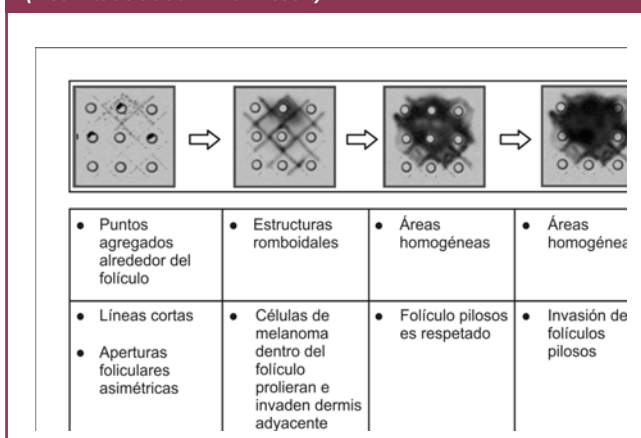 ● Puntos
agregados
alrededor del
folículo
● Estructuras
romboidales
● Áreas
homogéneas
● Áreas
homogénea
● Líneas cortas
● Aperturas
foliculares
asimétricas
● Células de
melanoma
dentro del
folículo
prolieran e
invaden dermis
adyacente
● Folículo pilosos
es respetado
● Invasión de
folículos
pilosos